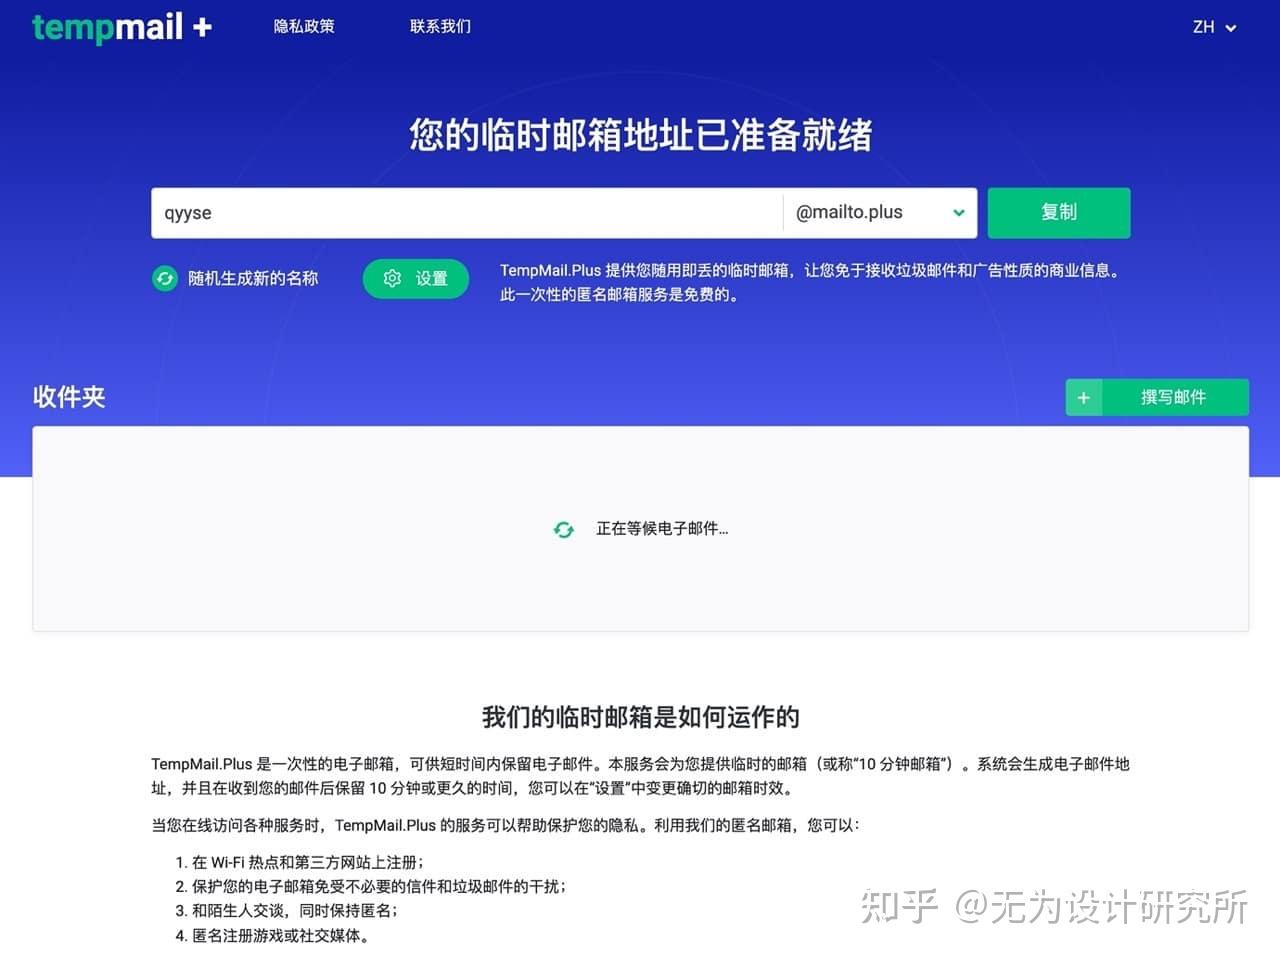 tempmail +
隐私政策
联系我们
ZH
您的临时邮箱地址已准备就绪
qyyse
@mailto.plus
复制
随机生成新的名称
设置
TempMail.Plus 提供您随用即丢的临时邮箱，让您免于接收垃圾邮件和广告性质的商业信息。
此一次性的匿名邮箱服务是免费的。
收件夹
+ 撰写邮件
正在等候电子邮件...
我们的临时邮箱是如何运作的
TempMail.Plus 是一次性的电子邮箱，可供短时间内保留电子邮件。本服务会为您提供临时的邮箱（或称“10 分钟邮箱”）。系统会生成电子邮件地
址，并且在收到您的邮件后保留 10 分钟或更久的时间，您可以在“设置”中变更确切的邮箱时效。
当您在线访问各种服务时，TempMail.Plus 的服务可以帮助保护您的隐私。利用我们的匿名邮箱，您可以：
1. 在 Wi-Fi 热点和第三方网站上注册；
2. 保护您的电子邮箱免受不必要的信件和垃圾邮件的干扰；
3. 和陌生人交谈，同时保持匿名；
4. 匿名注册游戏或社交媒体。
知乎 @无为设计研究所